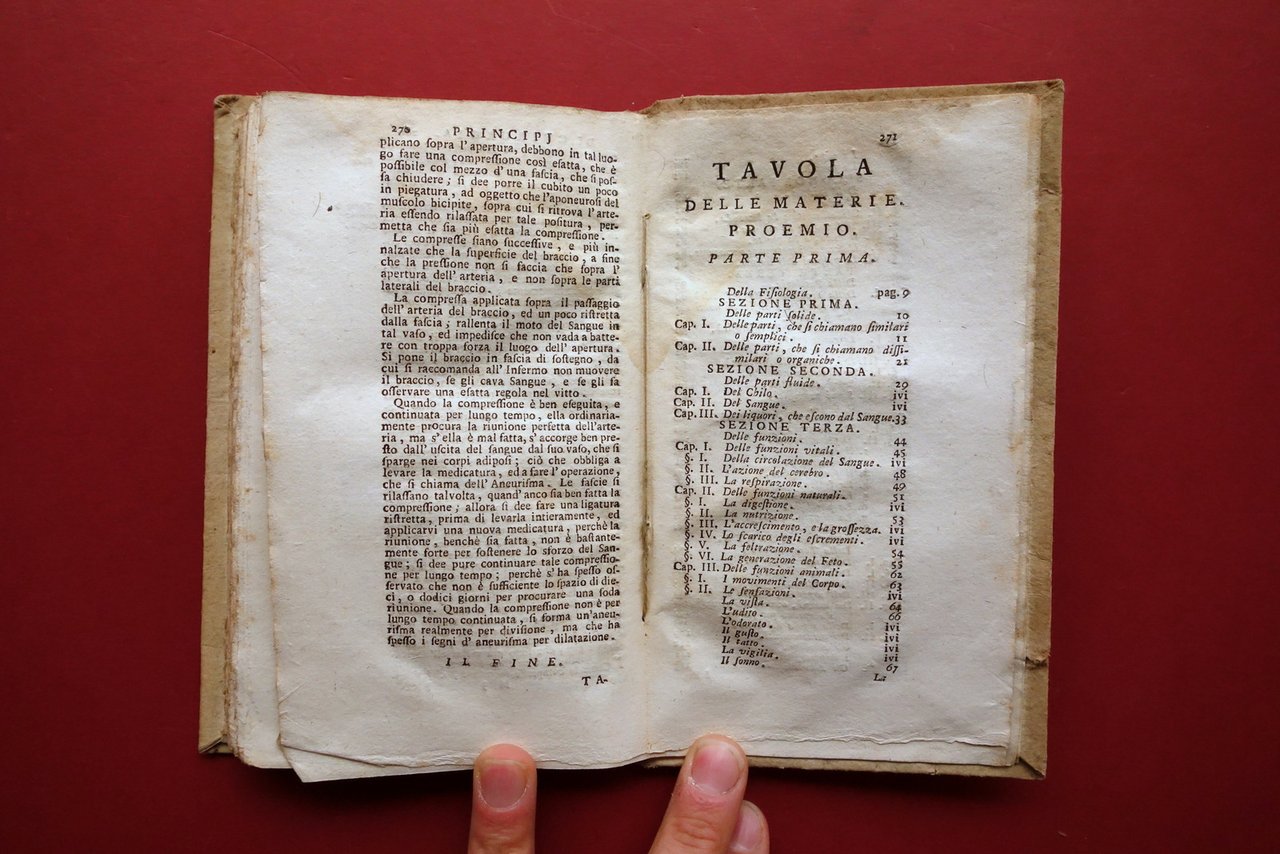 270 PRINCIPJ
plicano ſopra l'apertura, debbono in tal luo-
go fare una compreſſione così eſatta, che è
poſſibile col mezzo d'una faſcia, che ſi poſ-
ſa chiudere; ſi dee porre il cubito un poco
in piegatura, ad oggetto che l'aponeuroſi del
muſcolo bicipite, ſopra cui ſi ritrova l'arte-
ria eſſendo rilaſſata per tale poſitura, per-
metta che ſia più eſatta la compreſſione.
Le compreſſe ſiano ſucceſſive, e più in-
nalzate che la ſuperficie del braccio, a fine
che la preſſione non ſi faccia che ſopra l'
apertura dell'arteria, e non ſopra le parti
laterali del braccio.
La compreſſa applicata ſopra il paſſaggio
dell'arteria del braccio, ed un poco riſtretta
dalla faſcia, rallenta il moto del Sangue in
tal vaſo, ed impediſce che non vada a batte-
re con troppa forza il luogo dell'apertura.
Si pone il braccio in faſcia di ſoſtegno, da
cui ſi raccomanda all'Infermo non muovere
il braccio, ſe gli cava Sangue, e ſe gli fa
oſſervare una eſatta regola nel vitto.
Quando la compreſſione è ben eſeguita, e
continuata per lungo tempo, ella ordinaria-
mente procura la riunione perfetta dell'arte-
ria, ma s'ella è mal fatta, s'accorge ben pre-
ſto dall'uſcita del ſangue dal ſuo vaſo, che ſi
ſparge nei corpi adipoſi; ciò che obbliga a
levare la medicatura, ed a fare l'operazione,
che ſi chiama dell'Aneuriſma. Le faſcie ſi
rilaſſano talvolta, quand'anco ſia ben fatta la
compreſſione; allora ſi dee fare una ligatura
riſtretta, prima di levarla intieramente, ed
applicarvi una nuova medicatura, perchè la
riunione, benchè ſia fatta, non è baſtante-
mente forte per ſoſtenere lo sforzo del San-
gue; ſi dee pure continuare tale compreſſio-
ne per lungo tempo; perchè s'ha ſpeſſo oſ-
ſervato che non è ſufficiente lo ſpazio di die-
ci, o dodici giorni per procurare una ſoda
riunione. Quando la compreſſione non è per
lungo tempo continuata, ſi forma un'aneu-
riſma realmente per diviſione, ma che ha
ſpeſſo i ſegni d'aneuriſma per dilatazione.
IL FINE.
TA-
271
TAVOLA
DELLE MATERIE.
PROEMIO.
PARTE PRIMA.
Della Fiſiologia. pag. 9
SEZIONE PRIMA.
Delle parti ſolide. 10
Cap. I. Delle parti, che ſi chiamano ſimilari
o ſemplici. 11
Cap. II. Delle parti, che ſi chiamano diſſi-
milari o organiche. 21
SEZIONE SECONDA.
Delle parti fluide. 29
Cap. I. Del Chilo. ivi
Cap. II. Del Sangue. ivi
Cap. III. Dei liquori, che eſcono dal Sangue. 33
SEZIONE TERZA.
Delle funzioni. 44
Cap. I. Delle funzioni vitali. 45
§. I. Della circolazione del Sangue. ivi
§. II. L'azione del cerebro. 48
§. III. La reſpirazione. 49
Cap. II. Delle funzioni naturali. 51
§. I. La digeſtione. ivi
§. II. La nutrizione. 53
§. III. L'accreſcimento, e la groſſezza. ivi
§. IV. Lo ſcarico degli eſcrementi. ivi
§. V. La feltrazione. 54
§. VI. La generazione del Feto. 55
Cap. III. Delle funzioni animali. 62
§. I. I movimenti del Corpo. 63
§. II. Le ſenſazioni. ivi
La viſta. 64
L'udito. 66
L'odorato. ivi
Il guſto. ivi
Il tatto. ivi
La vigilia. ivi
Il ſonno. 67
La